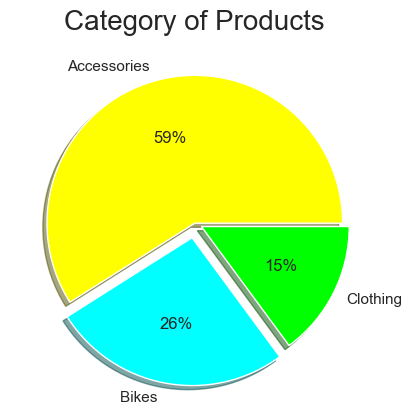 Category of Products
Accessories
59%
15%
Clothing
26%
Bikes